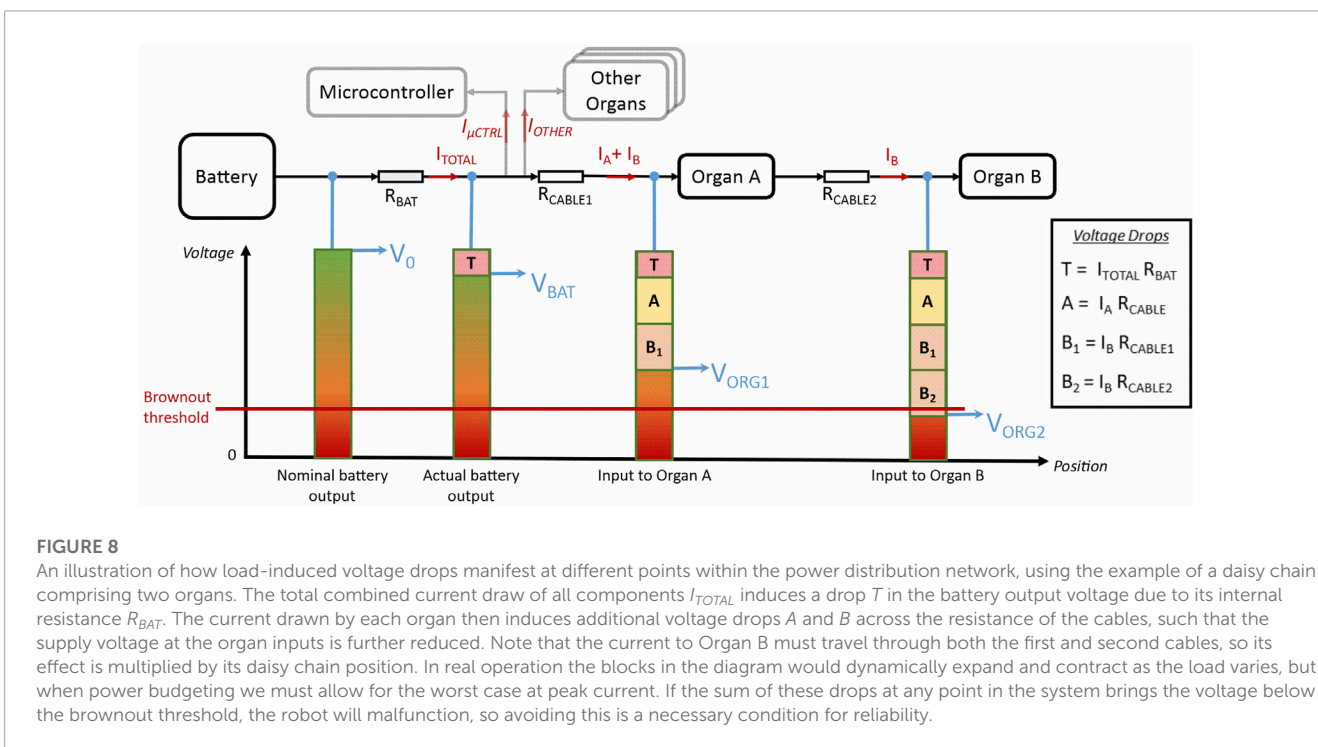 Microcontroller
Other
Organs
I_μCTRL
I_OTHER
Battery
I_TOTAL
I_A + I_B
Organ A
I_B
Organ B
R_BAT
R_CABLE1
R_CABLE2
Voltage
V_0
T
V_BAT
T
A
B_1
V_ORG1
T
A
B_1
B_2
V_ORG2
Brownout
threshold
0
Position
Nominal battery
output
Actual battery
output
Input to Organ A
Input to Organ B
Voltage Drops
T = I_TOTAL R_BAT
A = I_A R_CABLE
B_1 = I_B R_CABLE1
B_2 = I_B R_CABLE2
FIGURE 8
An illustration of how load-induced voltage drops manifest at different points within the power distribution network, using the example of a daisy chain
comprising two organs. The total combined current draw of all components I_TOTAL induces a drop T in the battery output voltage due to its internal
resistance R_BAT. The current drawn by each organ then induces additional voltage drops A and B across the resistance of the cables, such that the
supply voltage at the organ inputs is further reduced. Note that the current to Organ B must travel through both the first and second cables, so its
effect is multiplied by its daisy chain position. In real operation the blocks in the diagram would dynamically expand and contract as the load varies, but
when power budgeting we must allow for the worst case at peak current. If the sum of these drops at any point in the system brings the voltage below
the brownout threshold, the robot will malfunction, so avoiding this is a necessary condition for reliability.